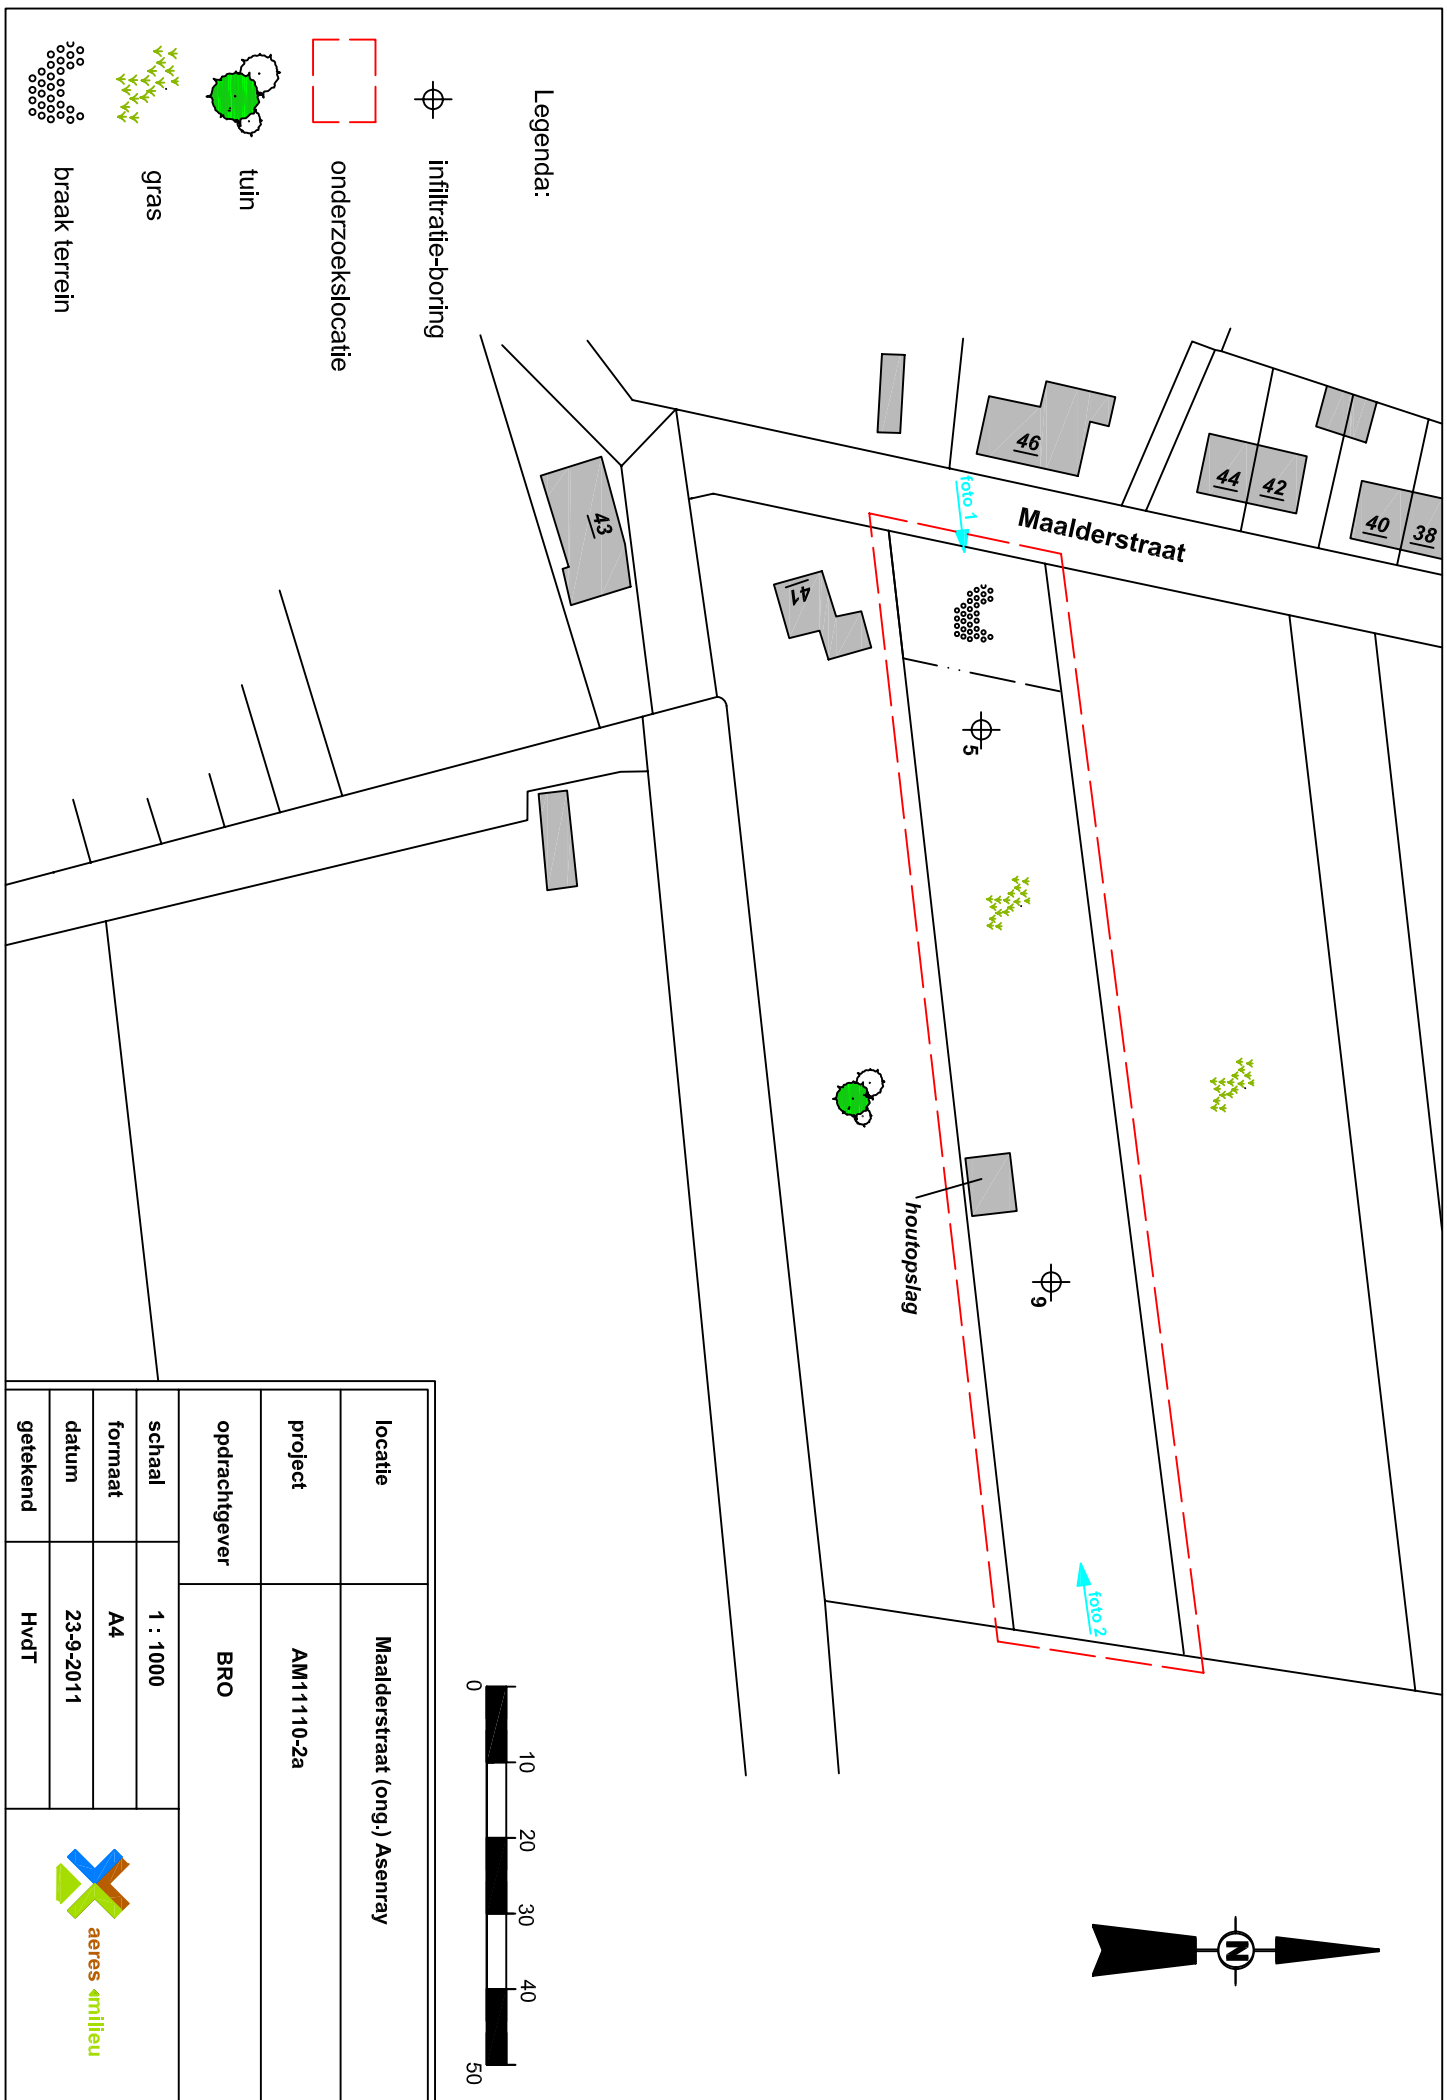 Legenda:
infiltratie-boring
onderzoekslocatie
tuin
gras
braak terrein
38
40
42
44
46
Maalderstraat
foto 1
41
43
5
houtopslag
9
foto 2
N
0
10
20
30
40
50
locatie Maalderstraat (ong.) Asenray
project AM11110-2a
opdrachtgever BRO
schaal 1 : 1000
formaat A4
datum 23-9-2011
getekend HvdT
aeres milieu